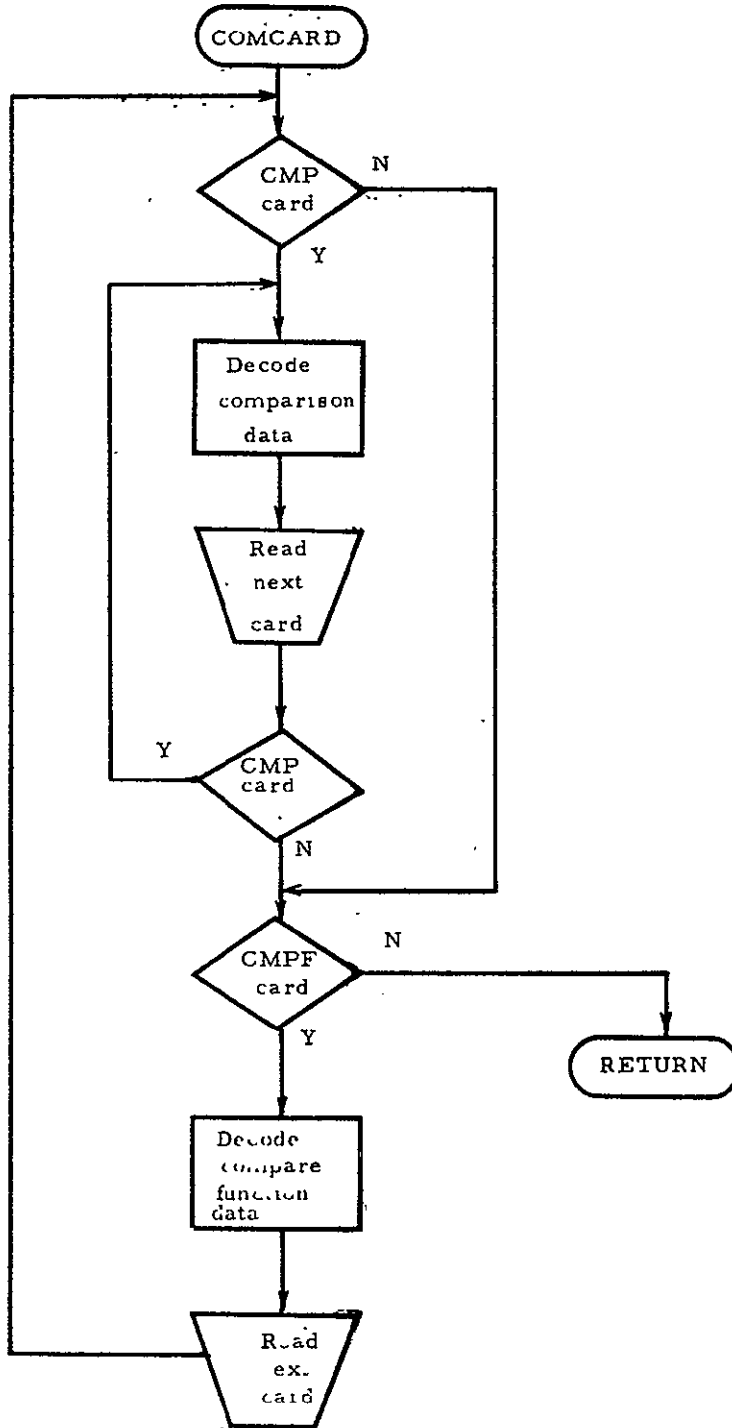 COMCARD
N
CMP
card
Y
Decode
comparison
data
Read
next
card
Y
CMP
card
N
N
CMPF
card
Y
RETURN
Decode
compare
function
data
Read
card